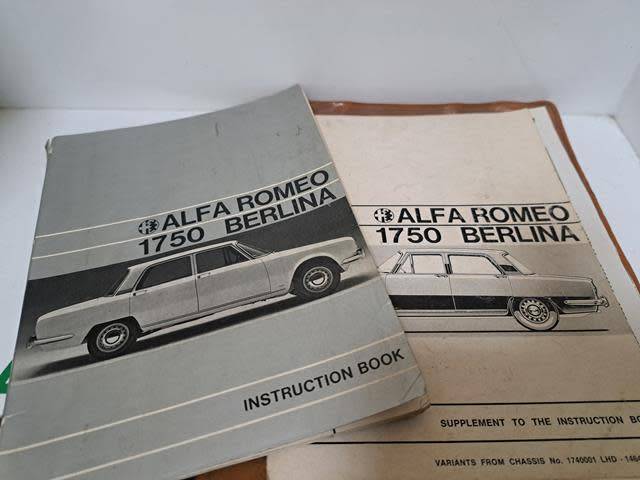 ALFA ROMEO
1750 BERLINA
INSTRUCTION BOOK
ALFA ROMEO
1750 BERLINA
SUPPLEMENT TO THE INSTRUCTION
VARIANTS FROM CHASSIS No. 1740001 LHD -